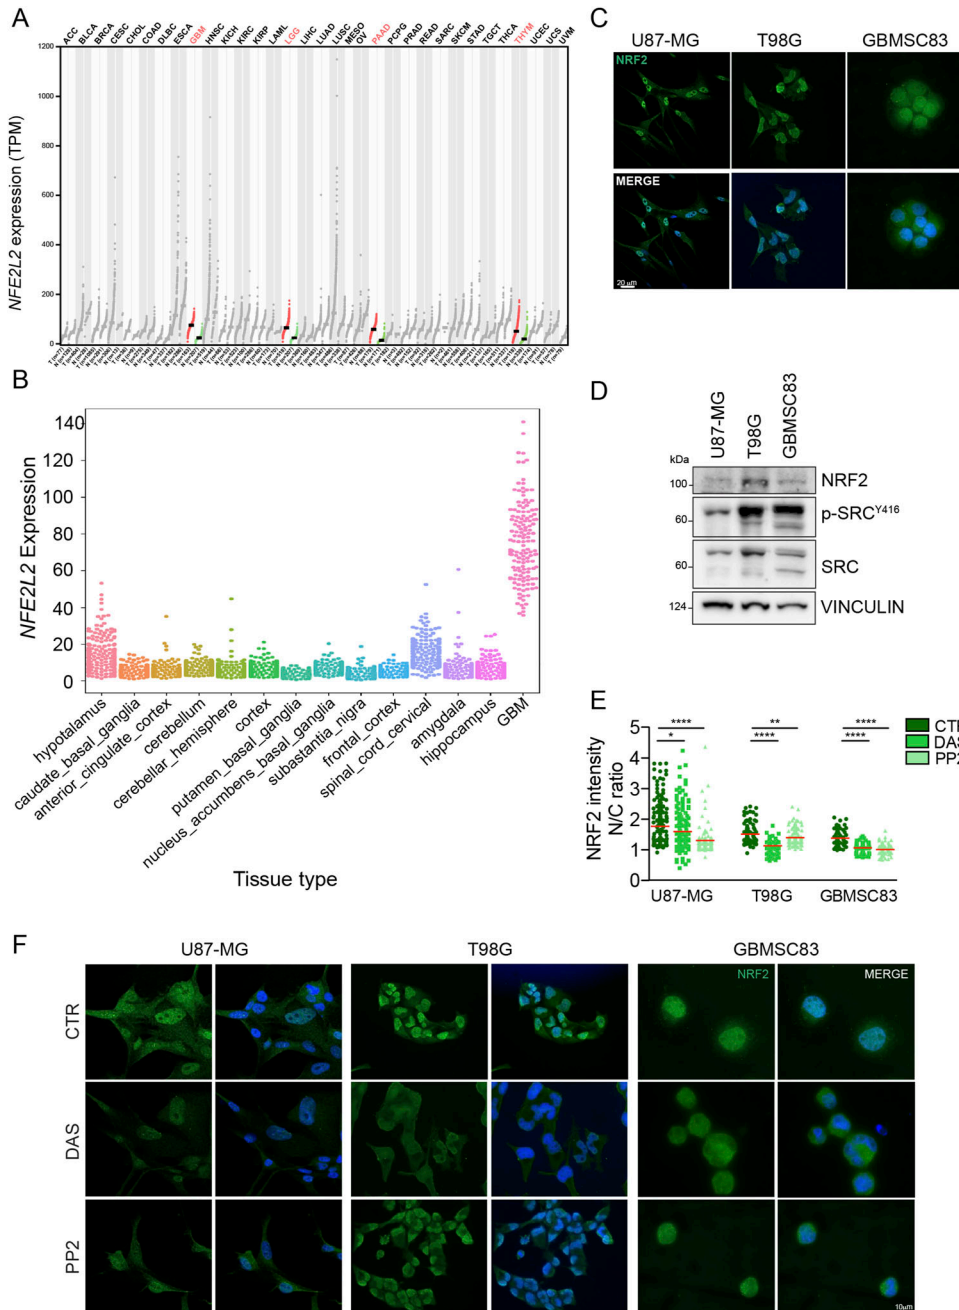 A
ACC
BLCA
BRCA
CESC
CHOL
COAD
DLBC
ESCA
GBM
HNSC
KICH
KIRC
KIRP
LAML
LGG
LIHC
LUAD
LUSC
MESO
OV
PAAD
PCPG
PRAD
READ
SARC
SKCM
STAD
TGCT
THCA
THYM
UCEC
UCS
UVM
NFE2L2 expression (TPM)
1200
1000
800
600
400
200
0
B
NFE2L2 Expression
140
120
100
80
60
40
20
0
hypotalamus
caudate_basal_ganglia
anterior_cingulate_cortex
cerebellum
cerebellar_hemisphere
cortex
putamen_basal_ganglia
nucleus_accumbens_basal_ganglia
subtantia_nigra
frontal_cortex
spinal_cord_cervical
amygdala
hippocampus
GBM
Tissue type
C
U87-MG T98G GBMSC83
NRF2
MERGE
20 µm
D
U87-MG
T98G
GBMSC83
kDa
100 NRF2
60 p-SRC^Y416
60 SRC
124 VINCULIN
E
NRF2 intensity
N/C ratio
5
4
3
2
1
0
**** ** ****
* **** ****
CTR
DAS
PP2
U87-MG T98G GBMSC83
F
U87-MG T98G GBMSC83
NRF2 MERGE
CTR
DAS
PP2
10µm